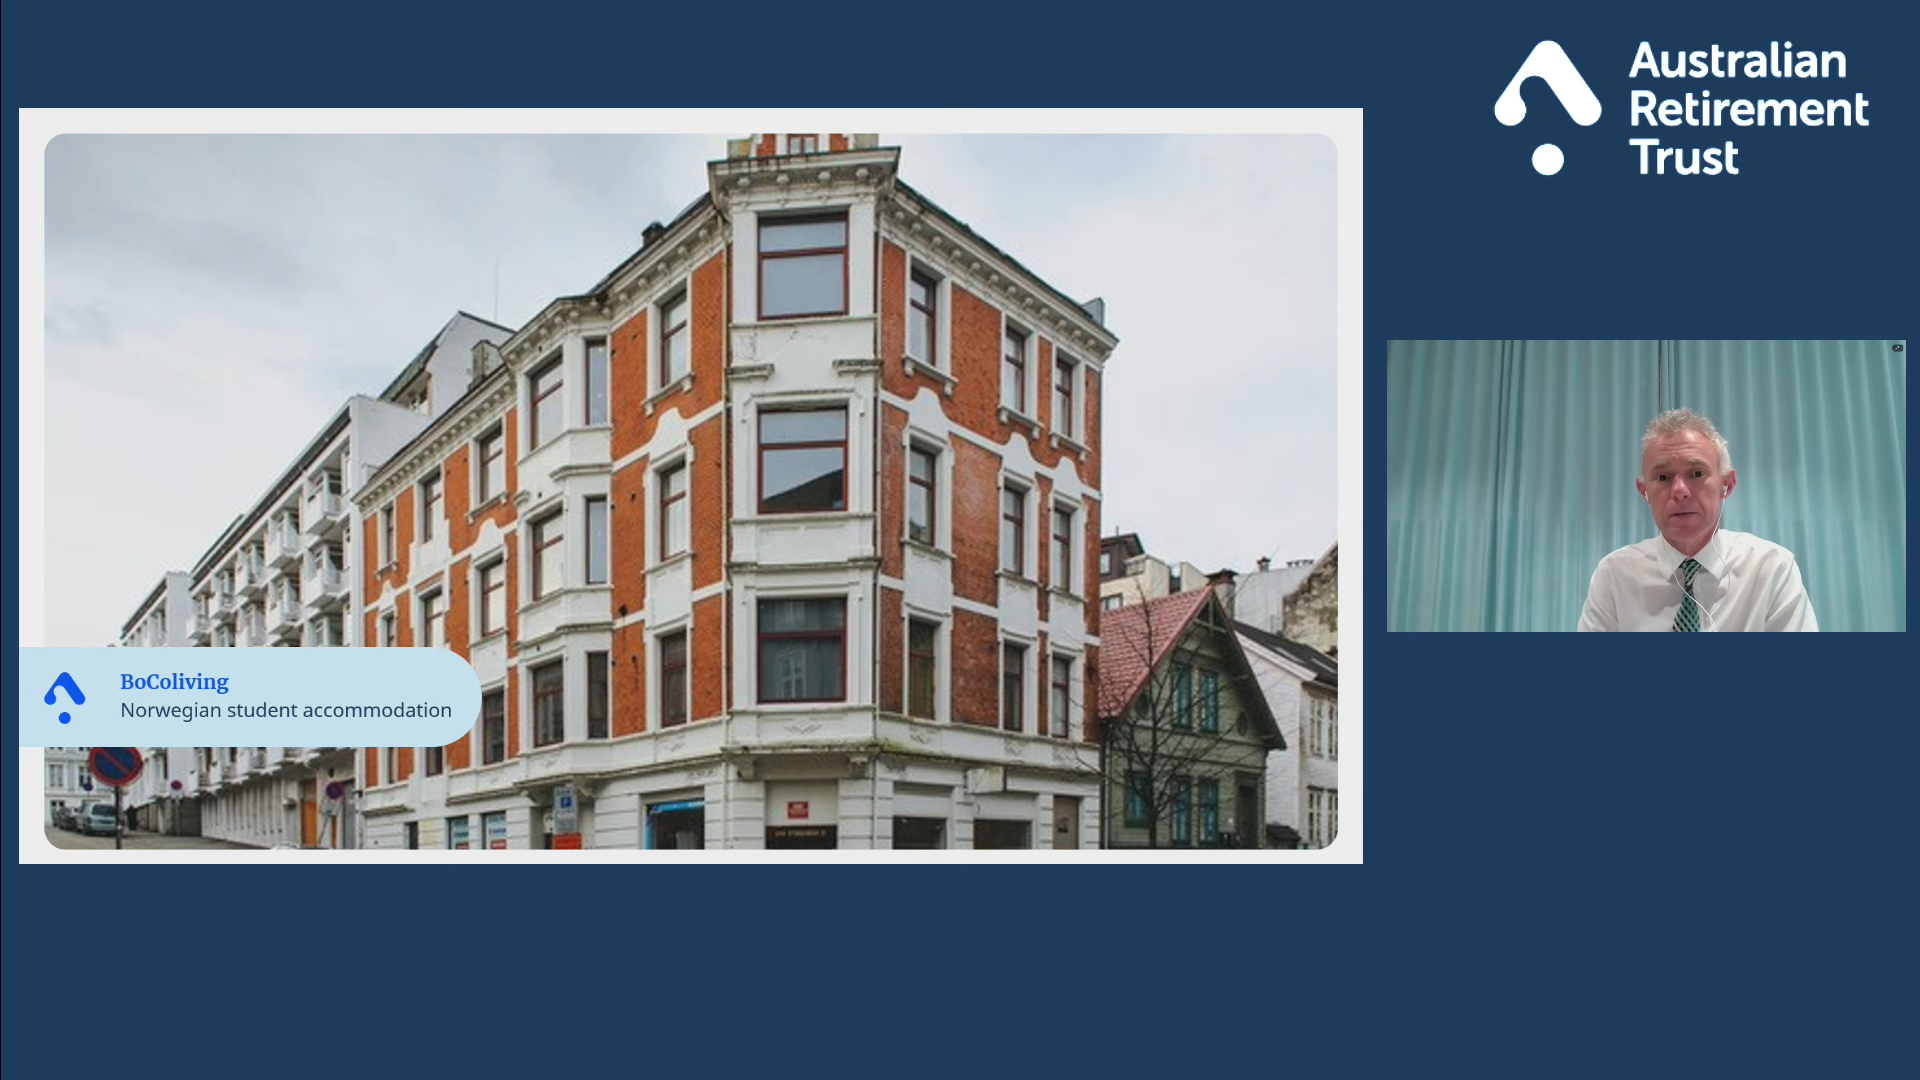 Australian
Retirement
Trust
BoColiving
Norwegian student accommodation
P